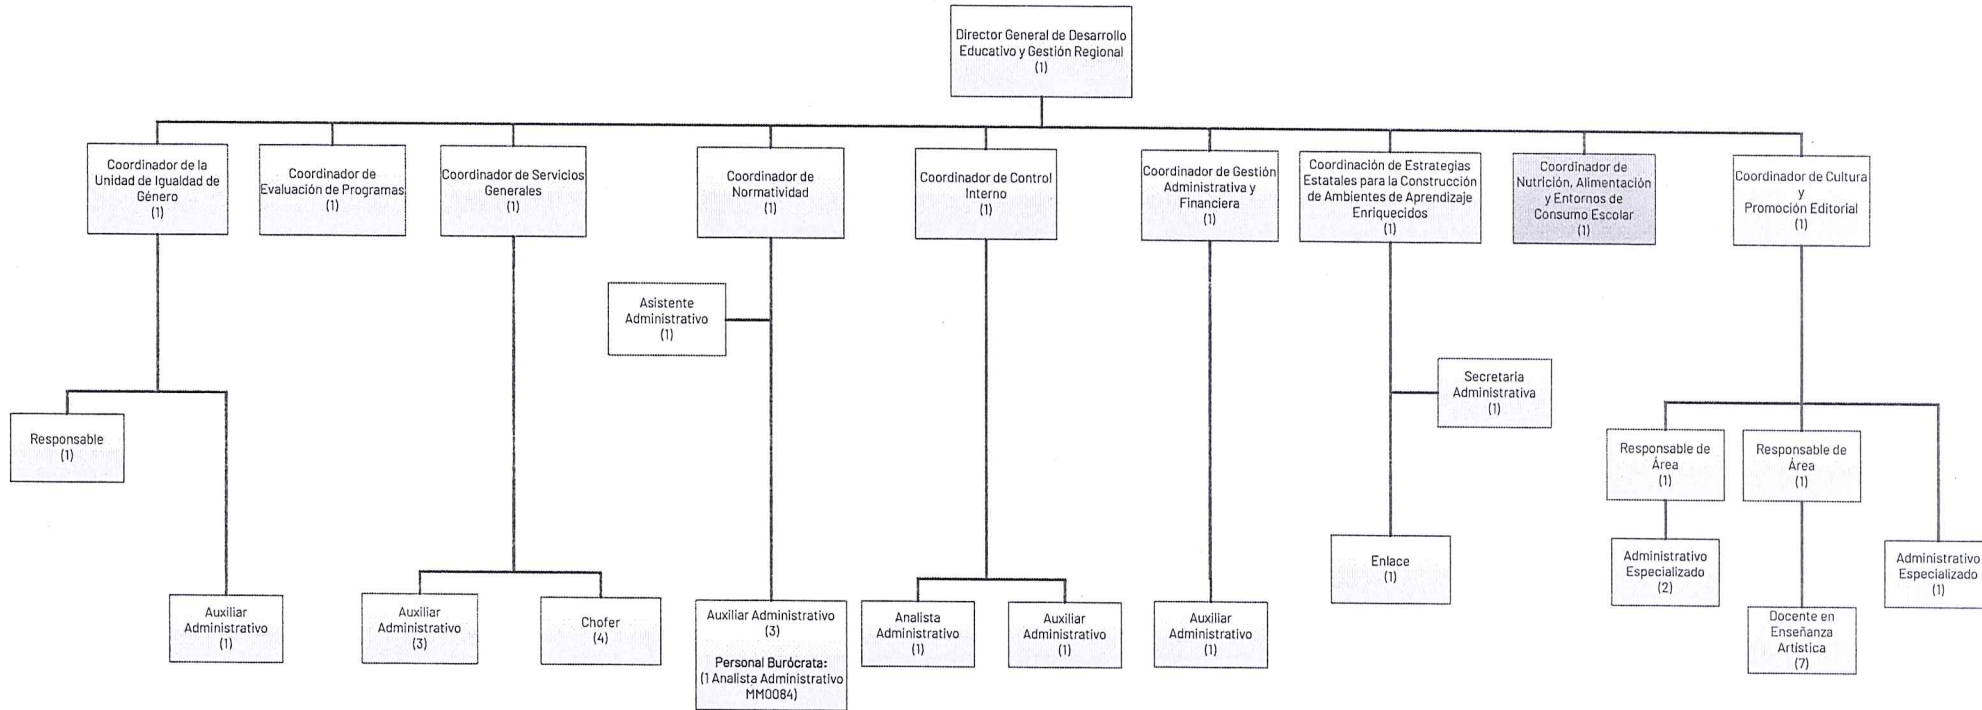 Director General de Desarrollo
Educativo y Gestión Regional
(1)
Coordinador de la
Unidad de Igualdad de
Género
(1)
Coordinador de
Evaluación de Programas
(1)
Coordinador de Servicios
Generales
(1)
Coordinador de
Normatividad
(1)
Coordinador de Control
Interno
(1)
Coordinador de Gestión
Administrativa y
Financiera
(1)
Coordinación de Estrategias
Estatales para la Construcción
de Ambientes de Aprendizaje
Enriquecidos
(1)
Coordinador de
Nutrición, Alimentación
y Entornos de
Consumo Escolar
(1)
Coordinador de Cultura
y
Promoción Editorial
(1)
Asistente
Administrativo
(1)
Secretaria
Administrativa
(1)
Responsable
(1)
Responsable de
Área
(1)
Responsable de
Área
(1)
Enlace
(1)
Administrativo
Especializado
(2)
Administrativo
Especializado
(1)
Auxiliar
Administrativo
(1)
Auxiliar
Administrativo
(3)
Chofer
(4)
Auxiliar Administrativo
(3)
Personal Burócrata:
(1 Analista Administrativo
MM0084)
Analista
Administrativo
(1)
Auxiliar
Administrativo
(1)
Auxiliar
Administrativo
(1)
Docente en
Enseñanza
Artística
(7)